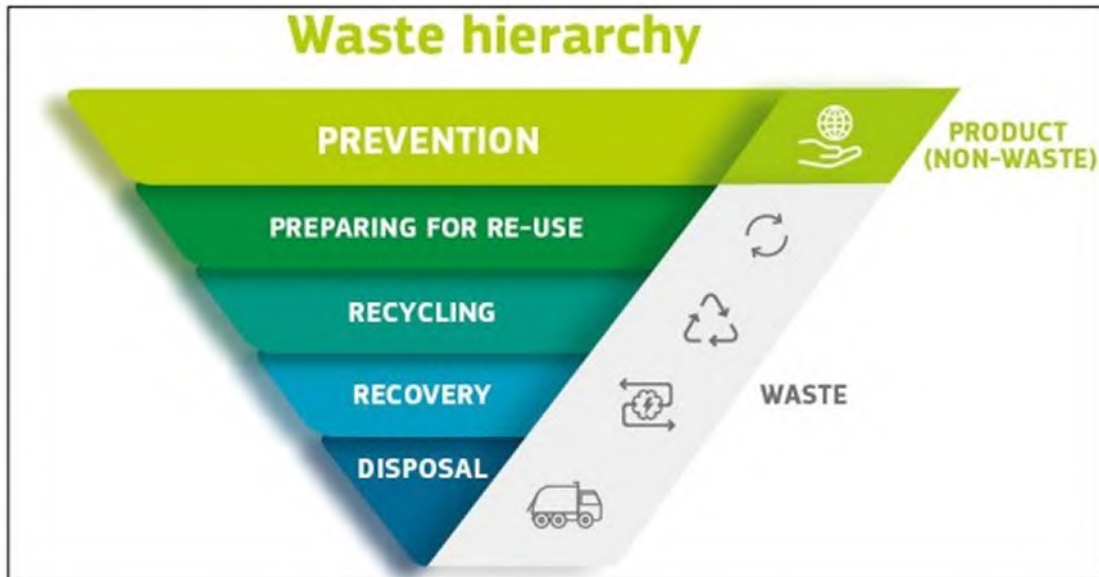 Waste hierarchy
PREVENTION
PRODUCT
(NON-WASTE)
PREPARING FOR RE-USE
RECYCLING
RECOVERY
WASTE
DISPOSAL